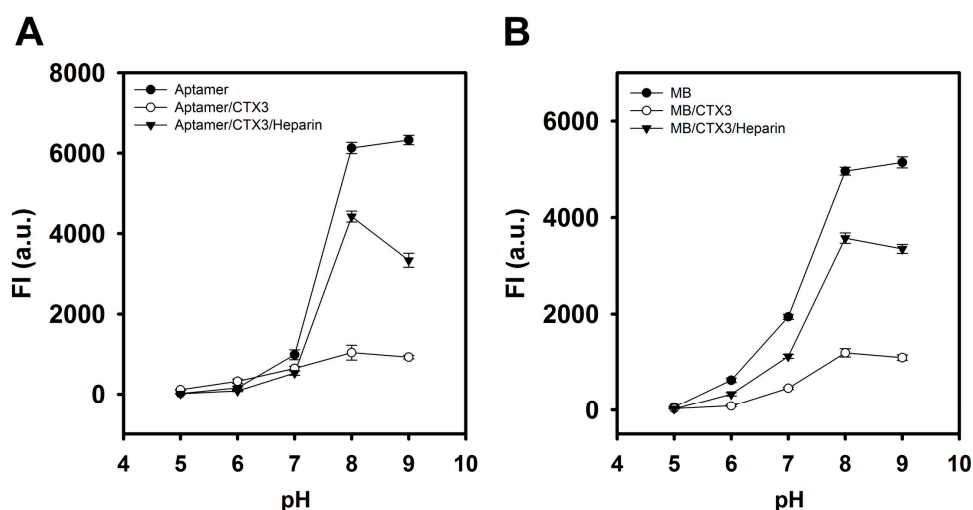 A
FI (a.u.)
8000
6000
4000
2000
0
Aptamer
Aptamer/CTX3
Aptamer/CTX3/Heparin
4 5 6 7 8 9 10
pH
B
FI (a.u.)
6000
4000
2000
0
MB
MB/CTX3
MB/CTX3/Heparin
4 5 6 7 8 9 10
pH